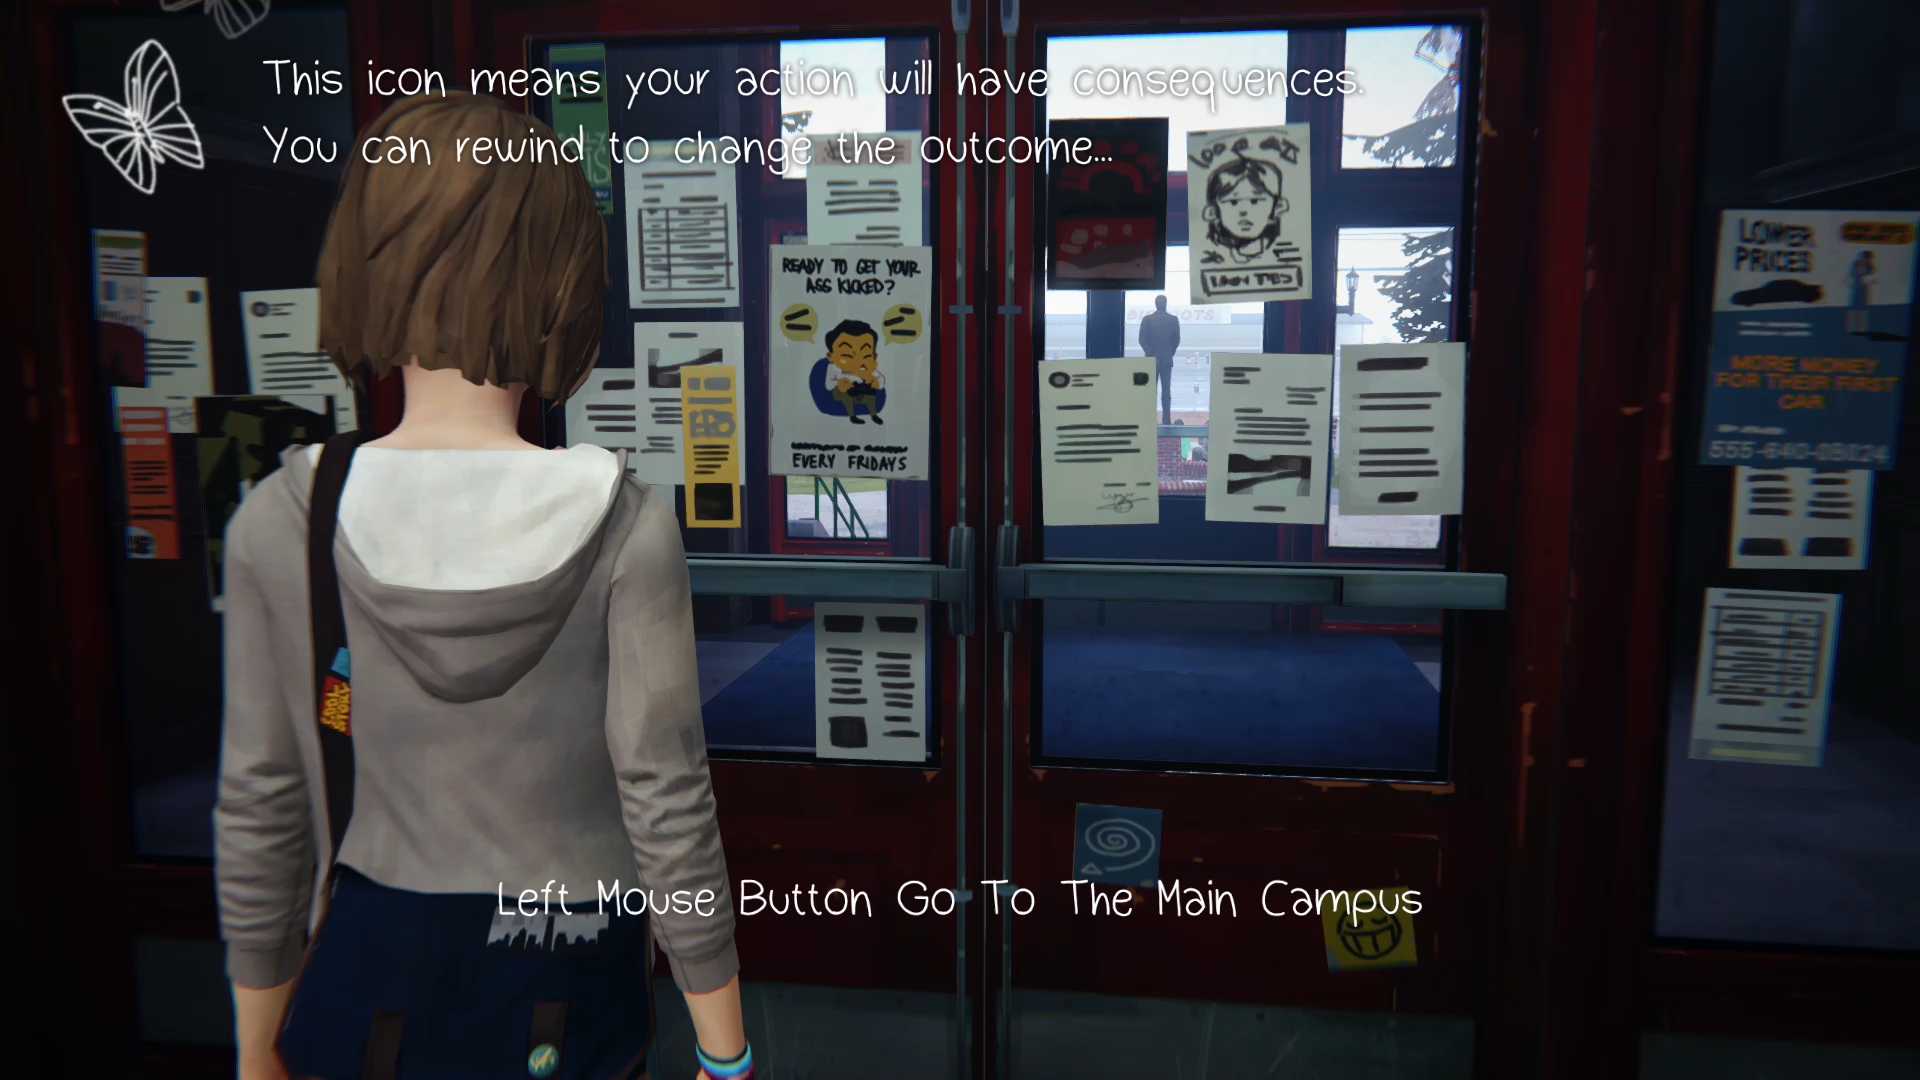 This icon means your action will have consequences.
You can rewind to change the outcome...
READY TO GET YOUR
ASS KICKED?
EVERY FRIDAYS
LOWER
PRICES
MORE MONEY
FOR THEIR FIRST
CAR
Left Mouse Button Go To The Main Campus